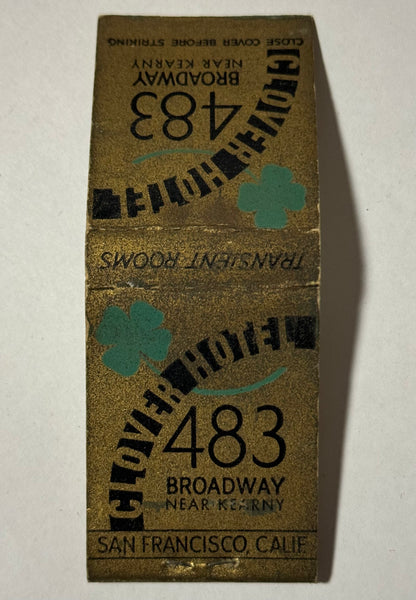 CLOSE COVER BEFORE STRIKING
CLOVER HOTEL
483
BROADWAY
NEAR KEARNY
TRANSIENT ROOMS
CLOVER HOTEL
483
BROADWAY
NEAR KEARNY
SAN FRANCISCO, CALIF.